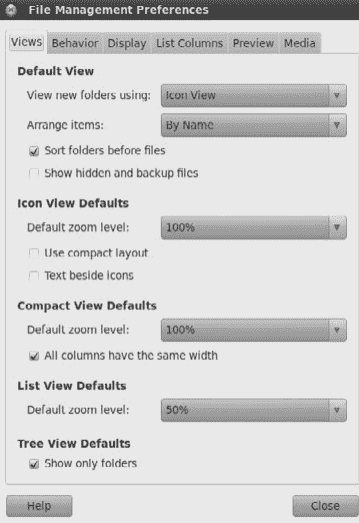 File Management Preferences
Views Behavior Display List Columns Preview Media
Default View
View new folders using: Icon View
Arrange items: By Name
Sort folders before files
Show hidden and backup files
Icon View Defaults
Default zoom level: 100%
Use compact layout
Text beside icons
Compact View Defaults
Default zoom level: 100%
All columns have the same width
List View Defaults
Default zoom level: 50%
Tree View Defaults
Show only folders
Help Close